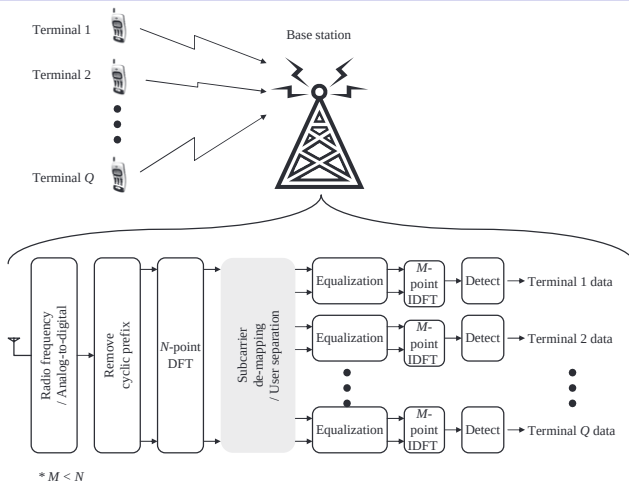 Terminal 1
Base station
Terminal 2
Terminal Q
Radio frequency
/ Analog-to-digital
Remove
cyclic prefix
N-point
DFT
Subcarrier
de-mapping
/ User separation
Equalization
M-
point
IDFT
Detect
Terminal 1 data
Equalization
M-
point
IDFT
Detect
Terminal 2 data
Equalization
M-
point
IDFT
Detect
Terminal Q data
* M < N